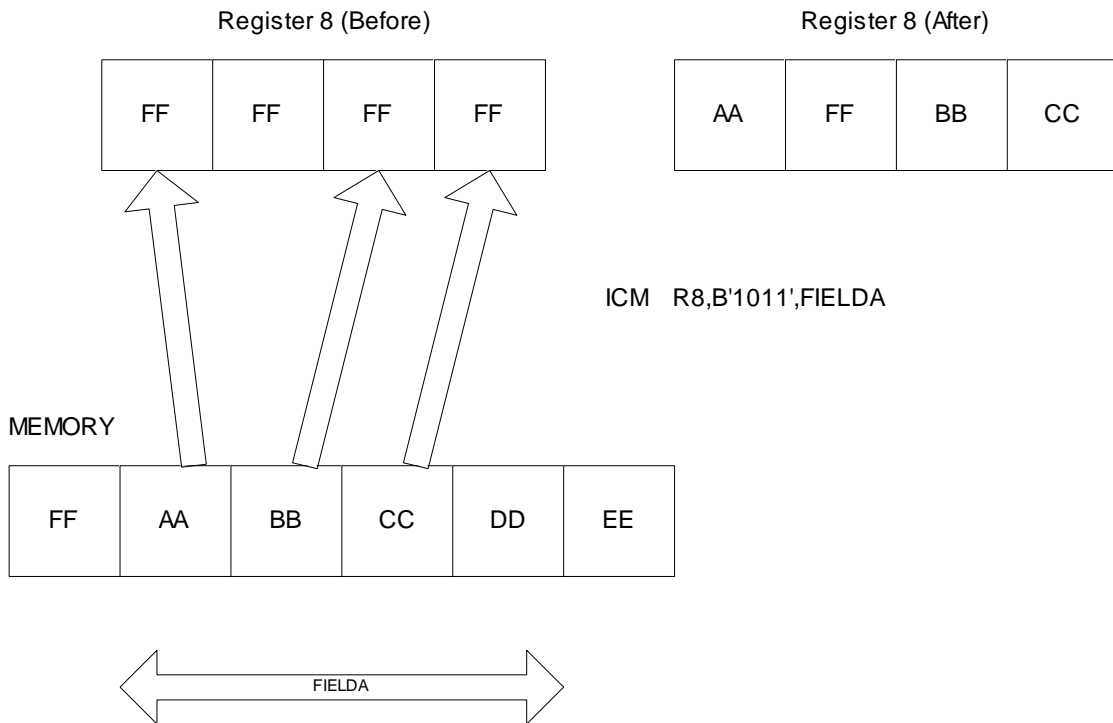 Register 8 (Before) Register 8 (After)
FF FF FF FF AA FF BB CC
ICM R8,B'1011',FIELDA
MEMORY
FF AA BB CC DD EE
FIELDA